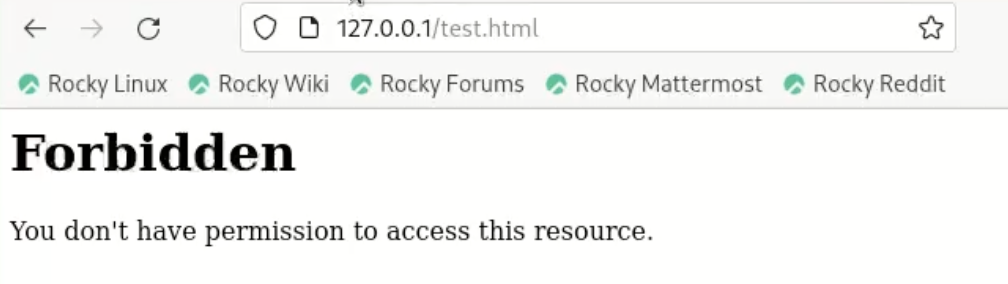 127.0.0.1/test.html
Rocky Linux Rocky Wiki Rocky Forums Rocky Mattermost Rocky Reddit
Forbidden
You don't have permission to access this resource.